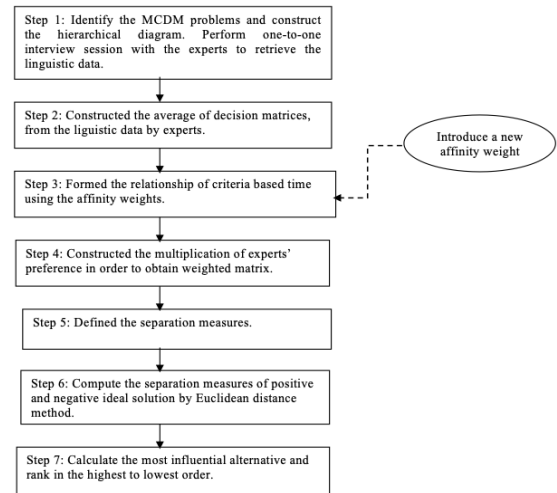 Step 1: Identify the MCDM problems and construct
the hierarchical diagram. Perform one-to-one
interview session with the experts to retrieve the
linguistic data.
Step 2: Constructed the average of decision matrices,
from the liguistic data by experts.
Introduce a new
affinity weight
Step 3: Formed the relationship of criteria based time
using the affinity weights.
Step 4: Constructed the multiplication of experts'
preference in order to obtain weighted matrix.
Step 5: Defined the separation measures.
Step 6: Compute the separation measures of positive
and negative ideal solution by Euclidean distance
method.
Step 7: Calculate the most influential alternative and
rank in the highest to lowest order.